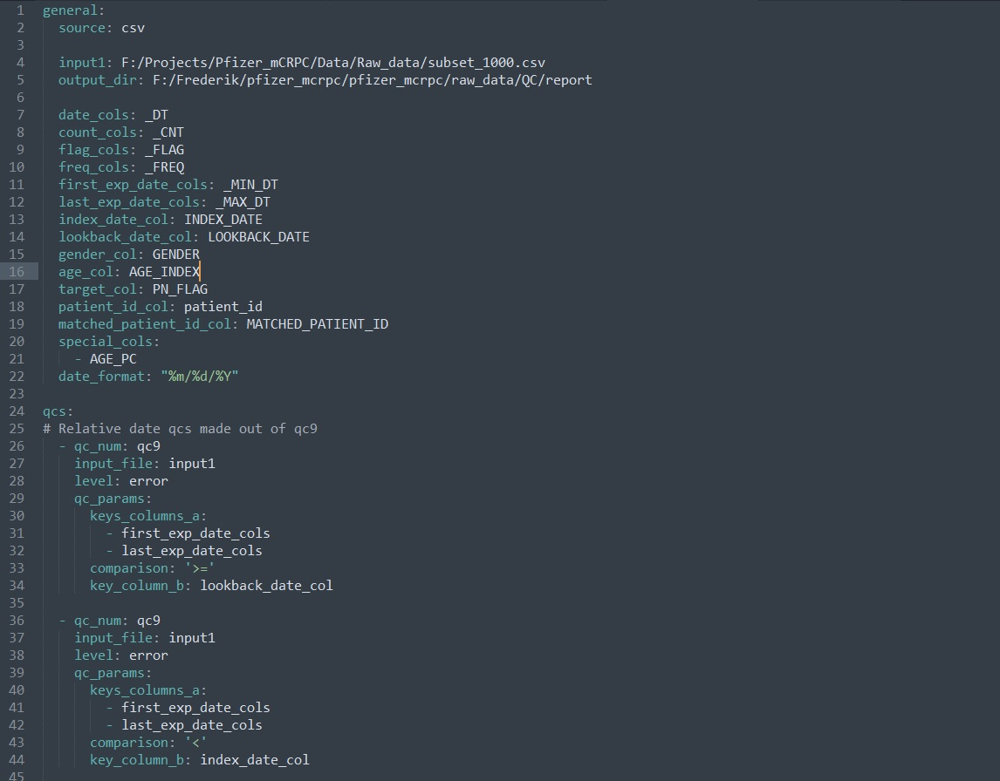 1 general:
2   source: csv
3
4   input1: F:/Projects/Pfizer_mCRPC/Data/Raw_data/subset_1000.csv
5   output_dir: F:/Frederik/pfizer_mcrpc/pfizer_mcrpc/raw_data/QC/report
6
7   date_cols: _DT
8   count_cols: _CNT
9   flag_cols: _FLAG
10   freq_cols: _FREQ
11   first_exp_date_cols: _MIN_DT
12   last_exp_date_cols: _MAX_DT
13   index_date_col: INDEX_DATE
14   lookback_date_col: LOOKBACK_DATE
15   gender_col: GENDER
16   age_col: AGE_INDEX
17   target_col: PN_FLAG
18   patient_id_col: patient_id
19   matched_patient_id_col: MATCHED_PATIENT_ID
20   special_cols:
21     - AGE_PC
22   date_format: "%m/%d/%Y"
23
24 qcs:
25 # Relative date qcs made out of qc9
26   - qc_num: qc9
27     input_file: input1
28     level: error
29     qc_params:
30       keys_columns_a:
31         - first_exp_date_cols
32         - last_exp_date_cols
33       comparison: '>='
34       key_column_b: lookback_date_col
35
36   - qc_num: qc9
37     input_file: input1
38     level: error
39     qc_params:
40       keys_columns_a:
41         - first_exp_date_cols
42         - last_exp_date_cols
43       comparison: '<'
44       key_column_b: index_date_col
45